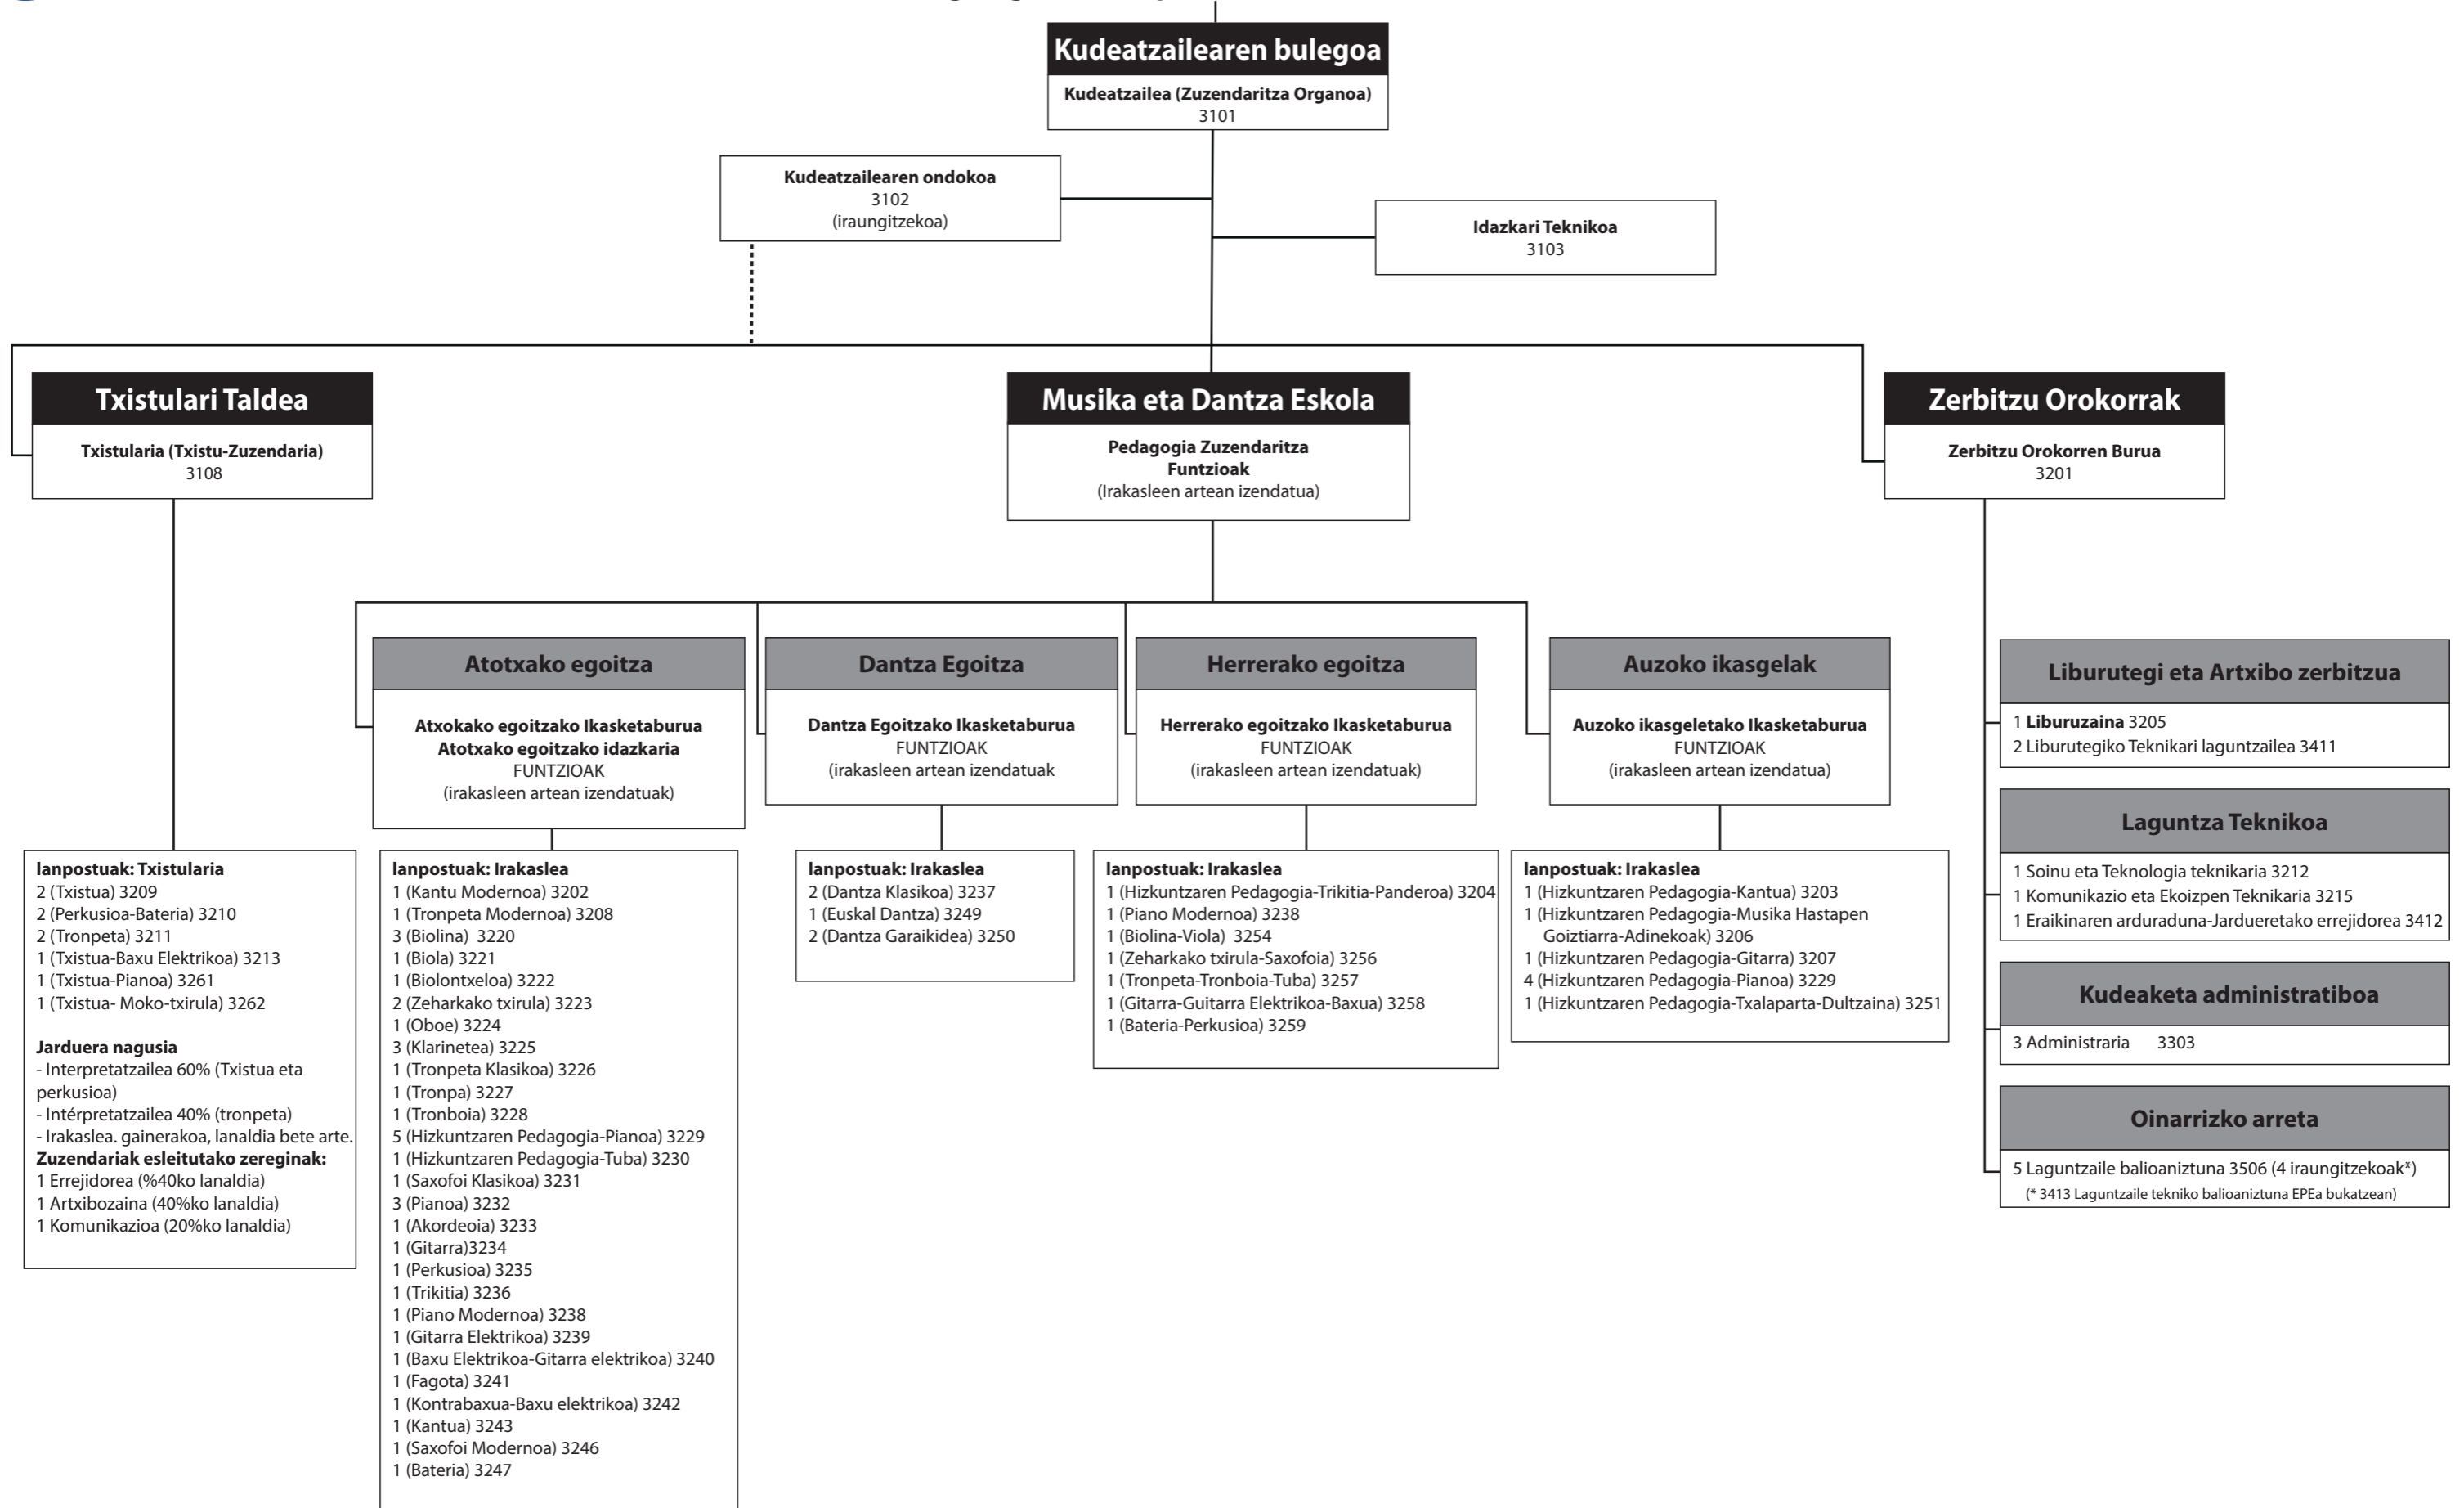 Kudeatzailearen bulegoa
Kudeatzailea (Zuzendaritza Organoa)
3101
Kudeatzailearen ondokoa
3102
(iraungitzekoa)
Idazkari Teknikoa
3103
Txistulari Taldea
Txistularia (Txistu-Zuzendaria)
3108
Musika eta Dantza Eskola
Pedagogia Zuzendaritza
Funtzioak
(Irakasleen artean izendatua)
Zerbitzu Orokorrak
Zerbitzu Orokorren Burua
3201
Atotxako egoitza
Atxokako egoitzako Ikasketaburua
Atotxako egoitzako idazkaria
FUNTZIOAK
(irakasleen artean izendatuak)
Dantza Egoitza
Dantza Egoitzako Ikasketaburua
FUNTZIOAK
(irakasleen artean izendatuak
Herrerako egoitza
Herrerako egoitzako Ikasketaburua
FUNTZIOAK
(irakasleen artean izendatuak)
Auzoko ikasgelak
Auzoko ikasgeletako Ikasketaburua
FUNTZIOAK
(irakasleen artean izendatua)
lanpostuak: Txistularia
2 (Txistua) 3209
2 (Perkusioa-Bateria) 3210
2 (Tronpeta) 3211
1 (Txistua-Baxu Elektrikoa) 3213
1 (Txistua-Pianoa) 3261
1 (Txistua- Moko-txirula) 3262
Jarduera nagusia
- Interpretatzailea 60% (Txistua eta
perkusioa)
- Intérpretatzailea 40% (tronpeta)
- Irakaslea. gainerakoa, lanaldia bete arte.
Zuzendariak esleitutako zereginak:
1 Errejidorea (%40ko lanaldia)
1 Artxibozaina (40%ko lanaldia)
1 Komunikazioa (20%ko lanaldia)
lanpostuak: Irakaslea
1 (Kantu Modernoa) 3202
1 (Tronpeta Modernoa) 3208
3 (Biolina) 3220
1 (Biola) 3221
1 (Biolontxeloa) 3222
2 (Zeharkako txirula) 3223
1 (Oboe) 3224
3 (Klarinetea) 3225
1 (Tronpeta Klasikoa) 3226
1 (Tronpa) 3227
1 (Tronboia) 3228
5 (Hizkuntzaren Pedagogia-Pianoa) 3229
1 (Hizkuntzaren Pedagogia-Tuba) 3230
1 (Saxofoi Klasikoa) 3231
3 (Pianoa) 3232
1 (Akordeoia) 3233
1 (Gitarra)3234
1 (Perkusioa) 3235
1 (Trikitia) 3236
1 (Piano Modernoa) 3238
1 (Gitarra Elektrikoa) 3239
1 (Baxu Elektrikoa-Gitarra elektrikoa) 3240
1 (Fagota) 3241
1 (Kontrabaxua-Baxu elektrikoa) 3242
1 (Kantua) 3243
1 (Saxofoi Modernoa) 3246
1 (Bateria) 3247
lanpostuak: Irakaslea
2 (Dantza Klasikoa) 3237
1 (Euskal Dantza) 3249
2 (Dantza Garaikidea) 3250
lanpostuak: Irakaslea
1 (Hizkuntzaren Pedagogia-Trikitia-Panderoa) 3204
1 (Piano Modernoa) 3238
1 (Biolina-Viola) 3254
1 (Zeharkako txirula-Saxofoia) 3256
1 (Tronpeta-Tronboia-Tuba) 3257
1 (Gitarra-Guitarra Elektrikoa-Baxua) 3258
1 (Bateria-Perkusioa) 3259
lanpostuak: Irakaslea
1 (Hizkuntzaren Pedagogia-Kantua) 3203
1 (Hizkuntzaren Pedagogia-Musika Hastapen
Goiztiarra-Adinekoak) 3206
1 (Hizkuntzaren Pedagogia-Gitarra) 3207
4 (Hizkuntzaren Pedagogia-Pianoa) 3229
1 (Hizkuntzaren Pedagogia-Txalaparta-Dultzaina) 3251
Liburutegi eta Artxibo zerbitzua
1 Liburuzaina 3205
2 Liburutegiko Teknikari laguntzailea 3411
Laguntza Teknikoa
1 Soinu eta Teknologia teknikaria 3212
1 Komunikazio eta Ekoizpen Teknikaria 3215
1 Eraikinaren arduraduna-Jardueretako errejidorea 3412
Kudeaketa administratiboa
3 Administraria 3303
Oinarrizko arreta
5 Laguntzaile balioaniztuna 3506 (4 iraungitzekoak*)
(* 3413 Laguntzaile tekniko balioaniztuna EPEa bukatzean)